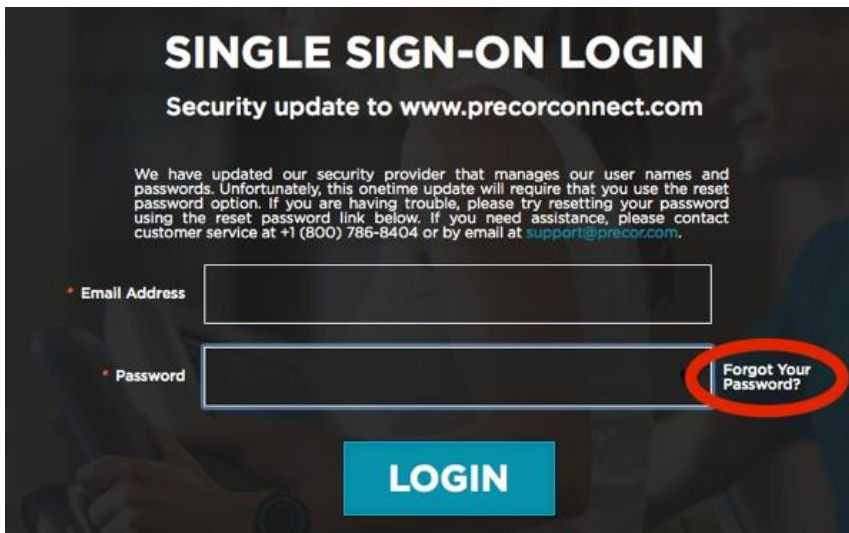 SINGLE SIGN-ON LOGIN
Security update to www.precorconnect.com
We have updated our security provider that manages our user names and
passwords. Unfortunately, this onetime update will require that you use the reset
password option. If you are having trouble, please try resetting your password
using the reset password link below. If you need assistance, please contact
customer service at +1 (800) 786-8404 or by email at support@precor.com.
* Email Address
* Password
Forgot Your
Password?
LOGIN